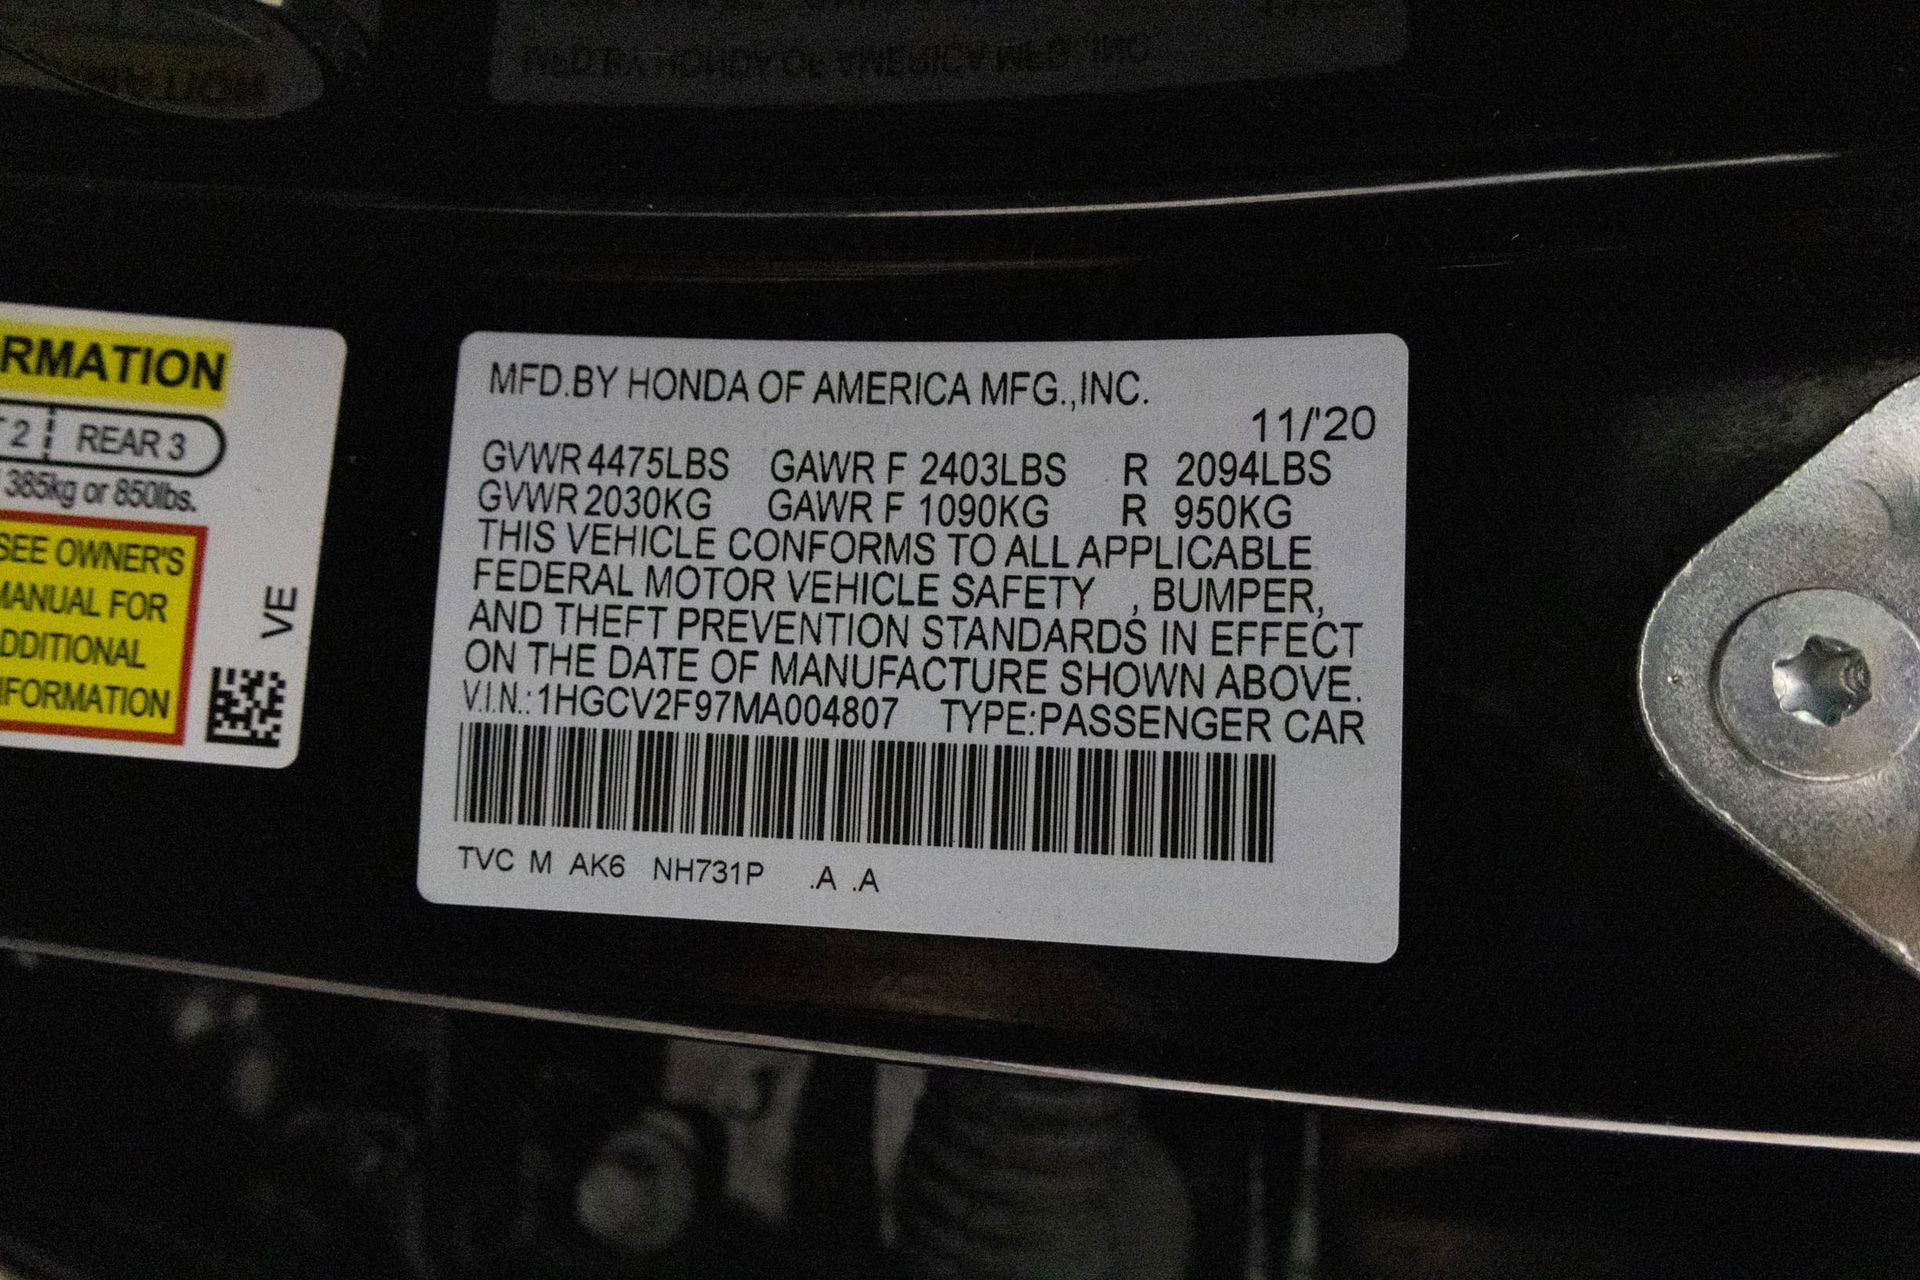 RMATION
T 2 REAR 3
385kg or 850lbs.
SEE OWNER'S
MANUAL FOR
DDITIONAL
FORMATION
VE
MFD.BY HONDA OF AMERICA MFG.,INC.
11/'20
GVWR 4475LBS GAWR F 2403LBS R 2094LBS
GVWR 2030KG GAWR F 1090KG R 950KG
THIS VEHICLE CONFORMS TO ALL APPLICABLE
FEDERAL MOTOR VEHICLE SAFETY , BUMPER,
AND THEFT PREVENTION STANDARDS IN EFFECT
ON THE DATE OF MANUFACTURE SHOWN ABOVE.
V.I.N.: 1HGCV2F97MA004807 TYPE:PASSENGER CAR
TVC M AK6 NH731P .A .A